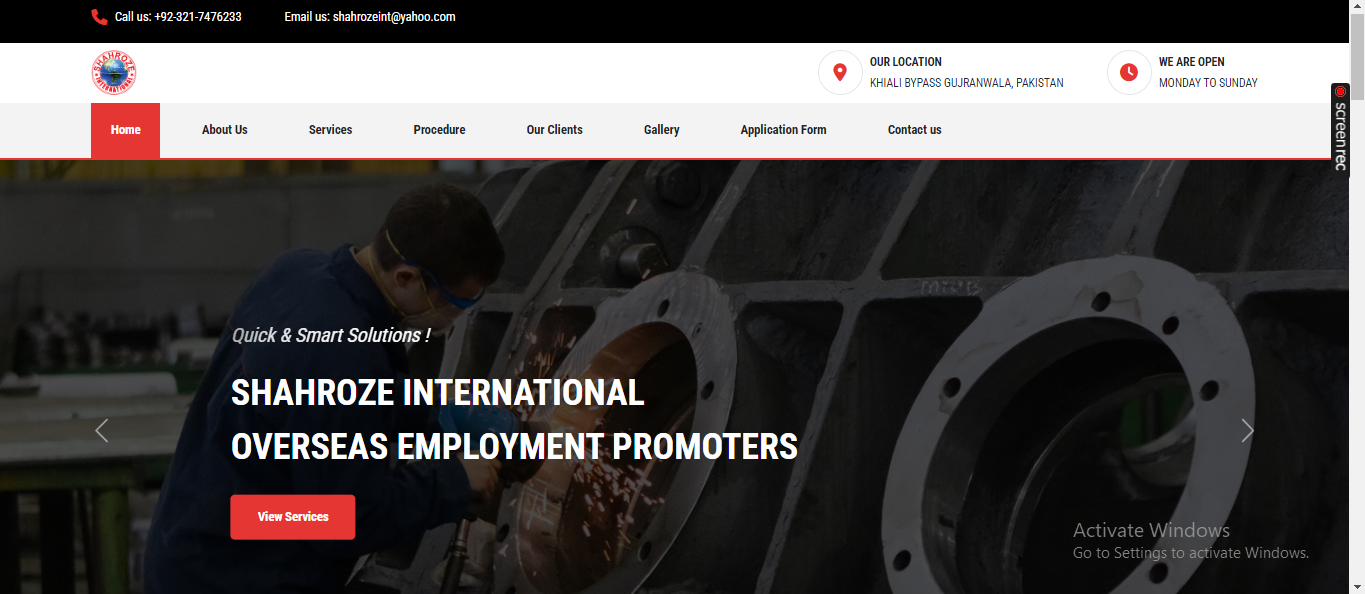 Call us: +92-321-7476233
Email us: shahrozeint@yahoo.com
SHAHROZE
INTERNATIONAL
OUR LOCATION
KHIALI BYPASS GUJRANWALA, PAKISTAN
WE ARE OPEN
MONDAY TO SUNDAY
screenrec
Home
About Us
Services
Procedure
Our Clients
Gallery
Application Form
Contact us
Quick & Smart Solutions !
SHAHROZE INTERNATIONAL
OVERSEAS EMPLOYMENT PROMOTERS
View Services
Activate Windows
Go to Settings to activate Windows.